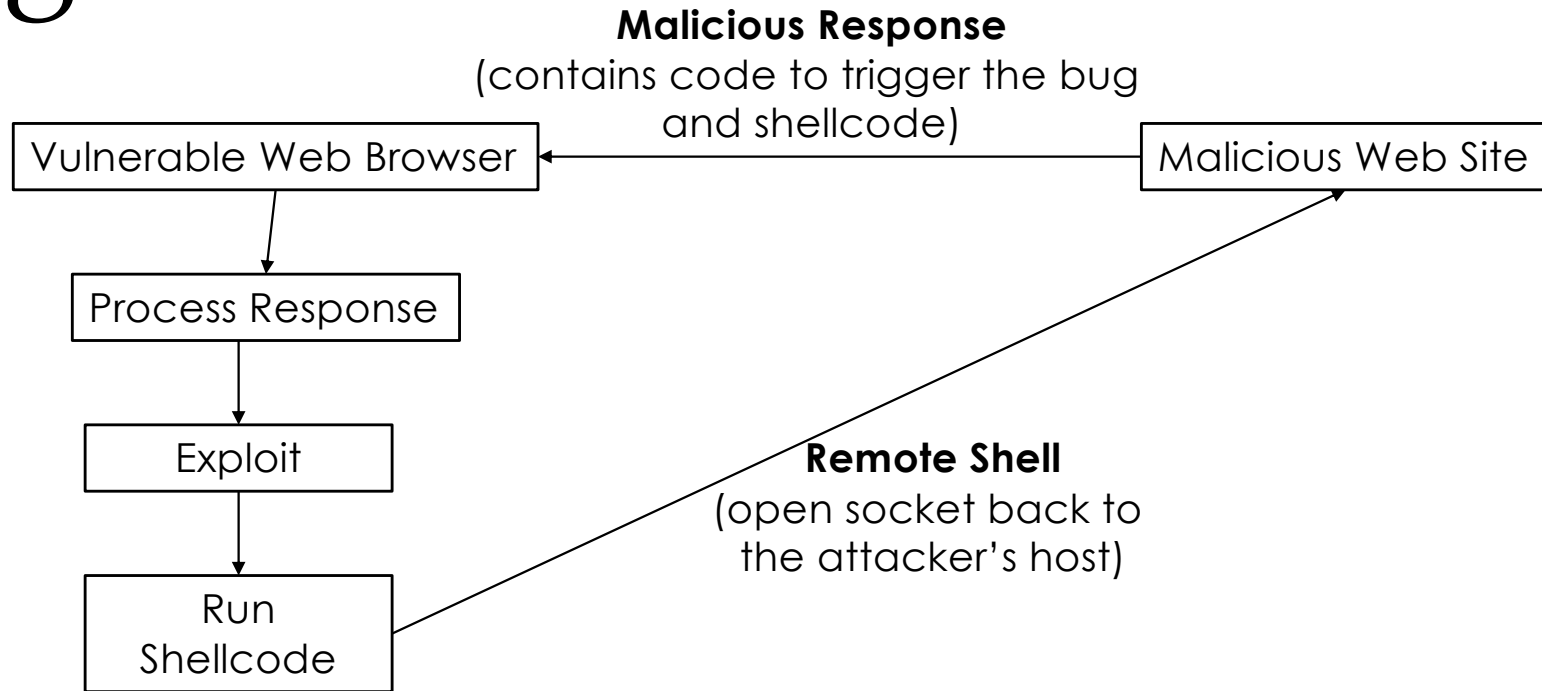 g
Malicious Response
(contains code to trigger the bug
and shellcode)
Vulnerable Web Browser
Malicious Web Site
Process Response
Exploit
Remote Shell
(open socket back to
the attacker’s host)
Run
Shellcode